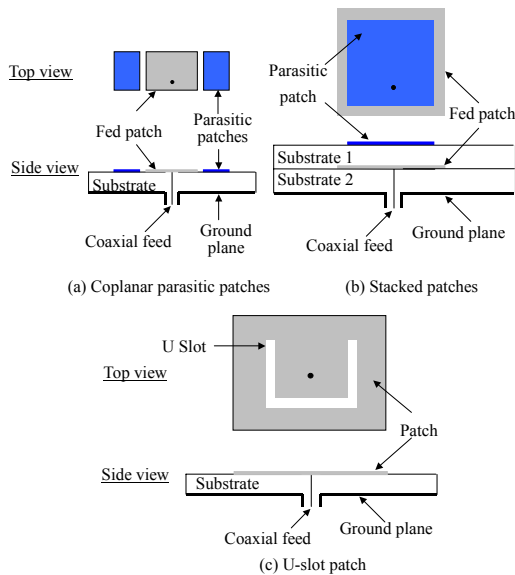 Top view
Fed patch
Parasitic
patches
Side view
Substrate
Coaxial feed
Ground
plane
(a) Coplanar parasitic patches
Parasitic
patch
Fed patch
Substrate 1
Substrate 2
Coaxial feed
Ground plane
(b) Stacked patches
U Slot
Top view
Patch
Side view
Substrate
Coaxial feed
Ground plane
(c) U-slot patch